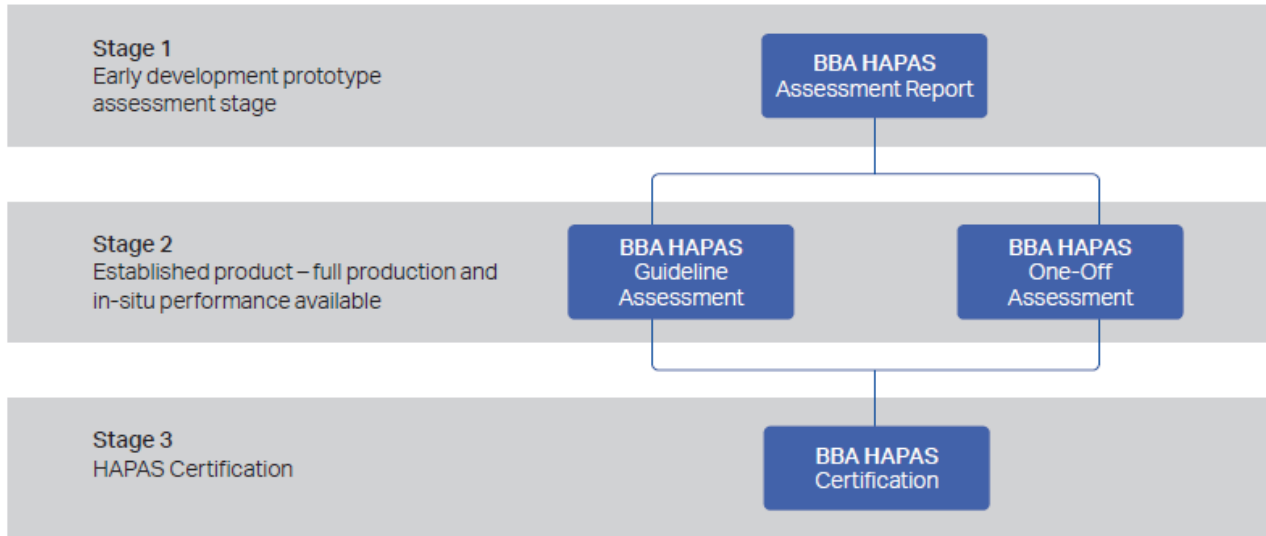 Stage 1
Early development prototype
assessment stage
BBA HAPAS
Assessment Report
Stage 2
Established product – full production and
in-situ performance available
BBA HAPAS
Guideline
Assessment
BBA HAPAS
One-Off
Assessment
Stage 3
HAPAS Certification
BBA HAPAS
Certification